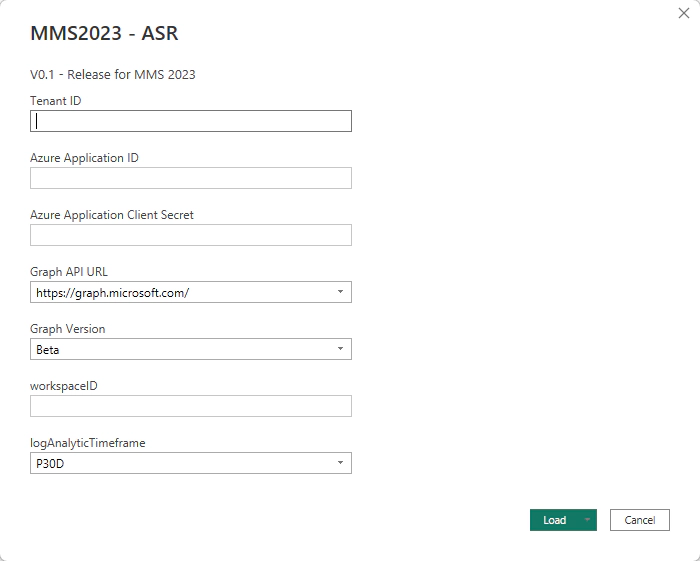 MMS2023 - ASR
V0.1 - Release for MMS 2023
Tenant ID
Azure Application ID
Azure Application Client Secret
Graph API URL
https://graph.microsoft.com/
Graph Version
Beta
workspaceID
logAnalyticTimeframe
P30D
Load
Cancel